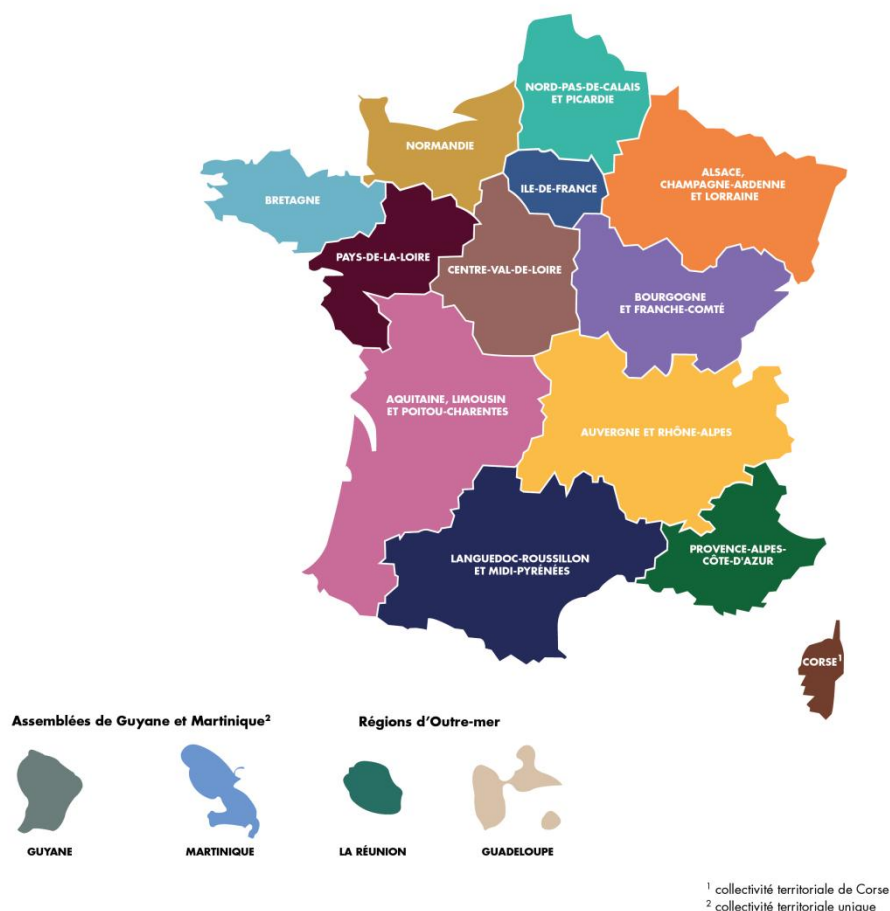 NORD-PAS-DE-CALAIS
ET PICARDIE
NORMANDIE
ILE-DE-FRANCE
ALSACE,
CHAMPAGNE-ARDENNE
ET LORRAINE
BRETAGNE
PAYS-DE-LA-LOIRE
CENTRE-VAL-DE-LOIRE
BOURGOGNE
ET FRANCHE-COMTÉ
AQUITAINE, LIMOUSIN
ET POITOU-CHARENTES
AUVERGNE ET RHÔNE-ALPES
LANGUEDOC-ROUSSILLON
ET MIDI-PYRÉNÉES
PROVENCE-ALPES-
CÔTE-D'AZUR
CORSE¹
Assemblées de Guyane et Martinique²
Régions d’Outre-mer
GUYANE
MARTINIQUE
LA RÉUNION
GUADELOUPE
¹ collectivité territoriale de Corse
² collectivité territoriale unique